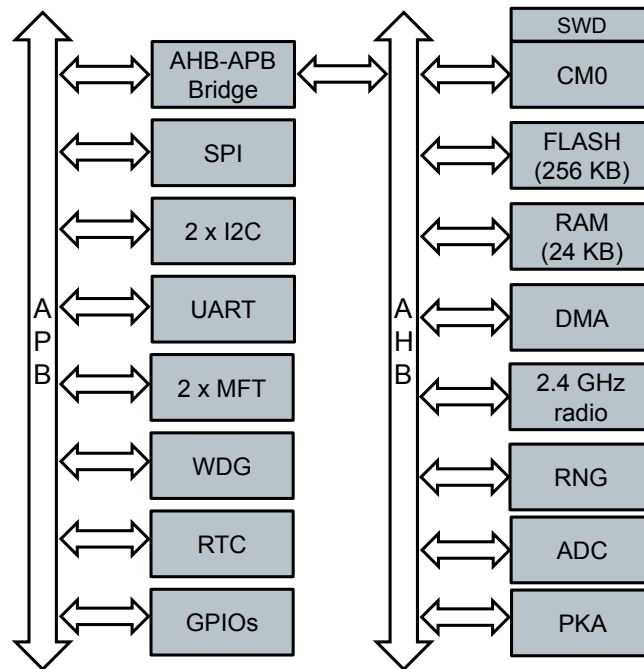 A
P
B
AHB-APB
Bridge
SPI
2 x I2C
UART
2 x MFT
WDG
RTC
GPIOs
A
H
B
SWD
CM0
FLASH
(256 KB)
RAM
(24 KB)
DMA
2.4 GHz
radio
RNG
ADC
PKA